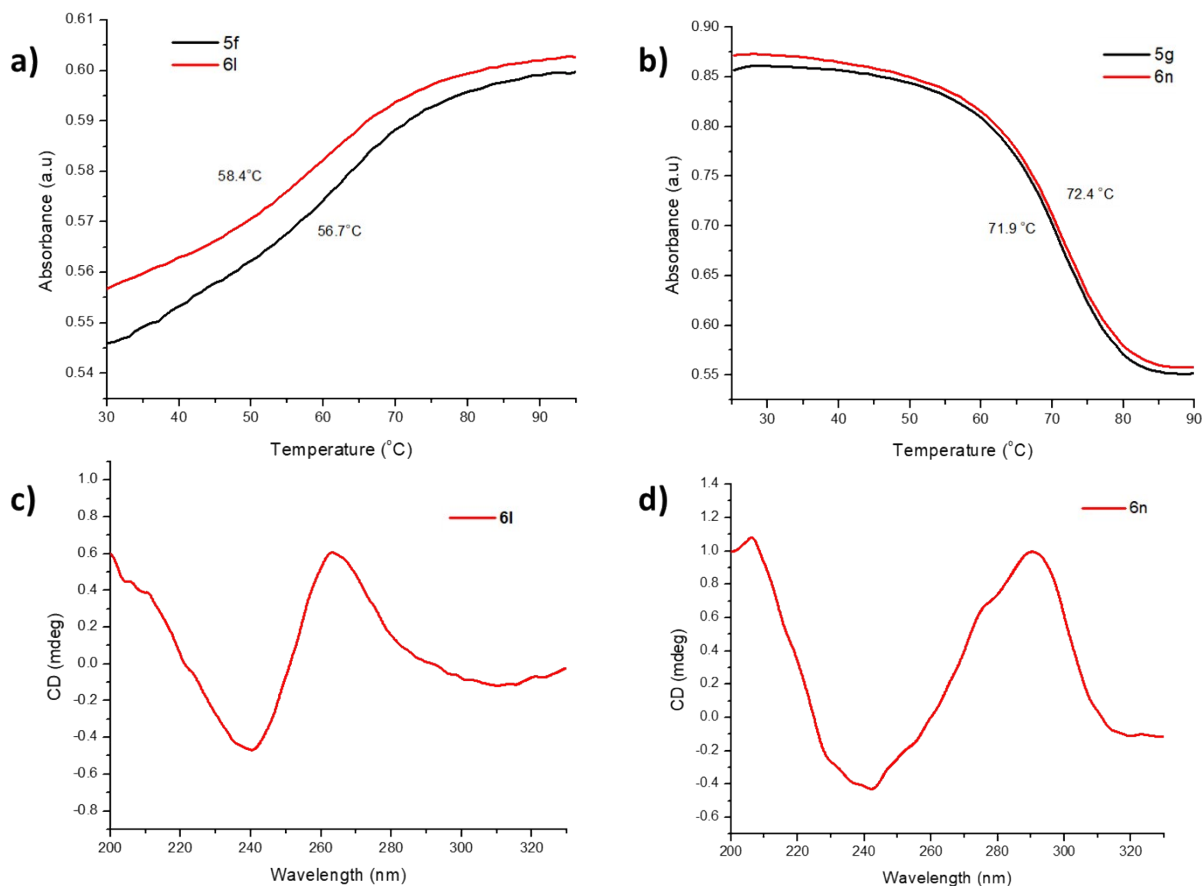 a)
5f
6l
0.61
0.60
0.59
0.58
0.57
0.56
0.55
0.54
Absorbance (a.u)
58.4°C
56.7°C
30 40 50 60 70 80 90
Temperature (°C)
b)
5g
6n
0.90
0.85
0.80
0.75
0.70
0.65
0.60
0.55
Absorbance (a.u)
72.4 °C
71.9 °C
30 40 50 60 70 80 90
Temperature (°C)
c)
6l
1.0
0.8
0.6
0.4
0.2
0.0
-0.2
-0.4
-0.6
-0.8
CD (mdeg)
200 220 240 260 280 300 320
Wavelength (nm)
d)
6n
1.4
1.2
1.0
0.8
0.6
0.4
0.2
0.0
-0.2
-0.4
-0.6
CD (mdeg)
200 220 240 260 280 300 320
Wavelength (nm)